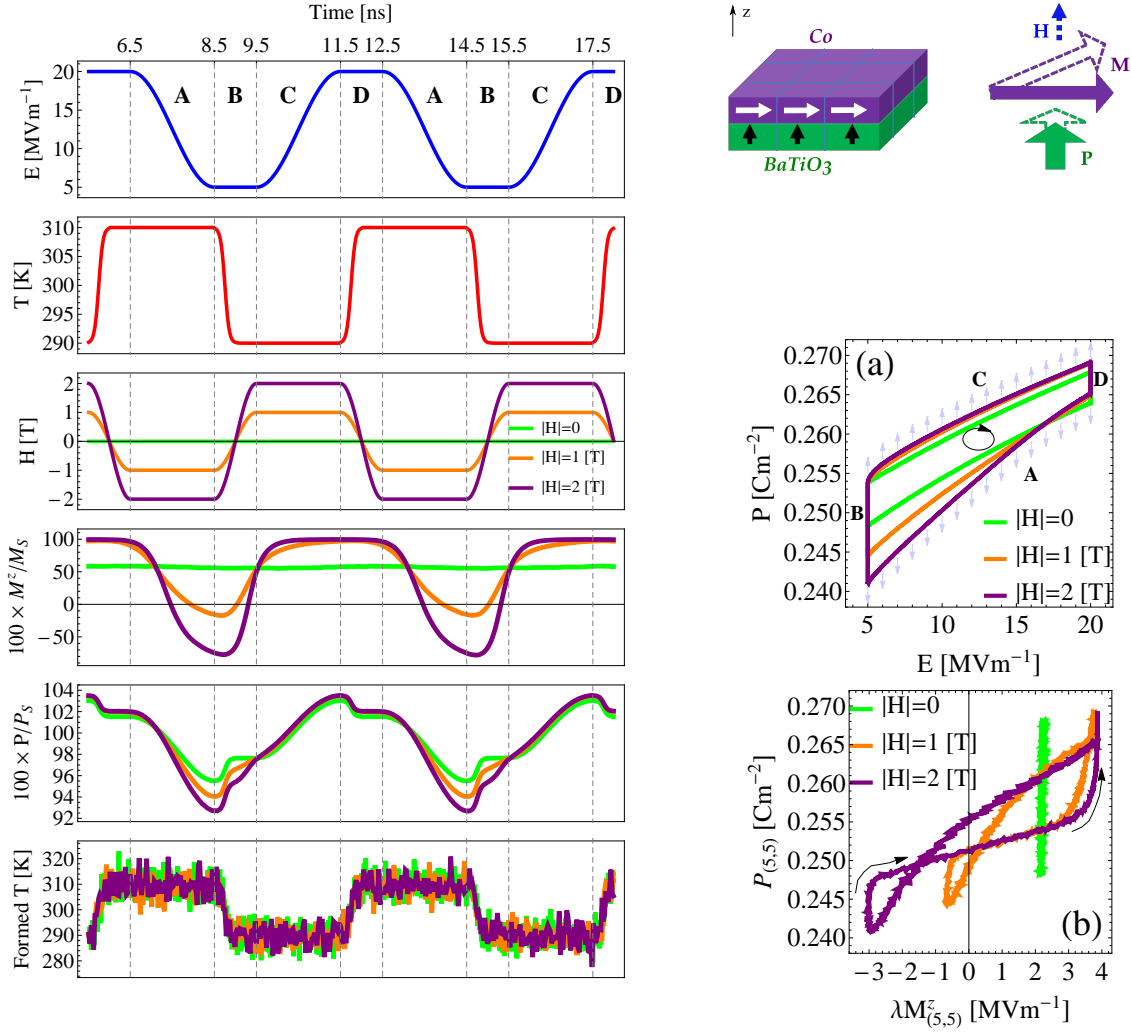 Time [ns]
6.5 8.5 9.5 11.5 12.5 14.5 15.5 17.5
E [MVm⁻¹]
20
15
10
5
A B C D A B C D
T [K]
310
305
300
295
290
H [T]
2
1
0
−1
−2
|H|=0
|H|=1 [T]
|H|=2 [T]
100 × Mᶻ/M_S
100
50
0
−50
100 × P/P_S
104
102
100
98
96
94
92
Formed T [K]
320
310
300
290
280
z
Co
BaTiO3
H
M
P
(a)
P [Cm⁻²]
0.270
0.265
0.260
0.255
0.250
0.245
0.240
C
D
A
B
|H|=0
|H|=1 [T]
|H|=2 [T]
5 10 15 20
E [MVm⁻¹]
P₍₅,₅₎ [Cm⁻²]
0.270
0.265
0.260
0.255
0.250
0.245
0.240
|H|=0
|H|=1 [T]
|H|=2 [T]
(b)
−3 −2 −1 0 1 2 3 4
λMᶻ₍₅,₅₎ [MVm⁻¹]